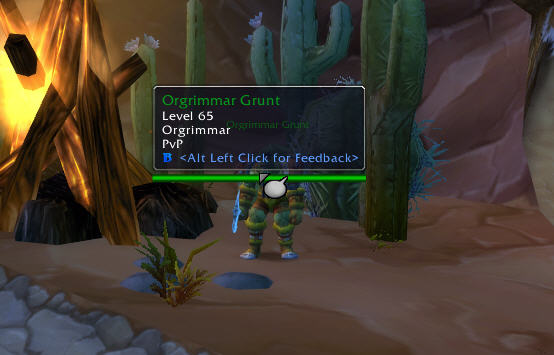 Orgrimmar Grunt
Level 65
Orgrimmar
Orgrimmar Grunt
PvP
B <Alt Left Click for Feedback>